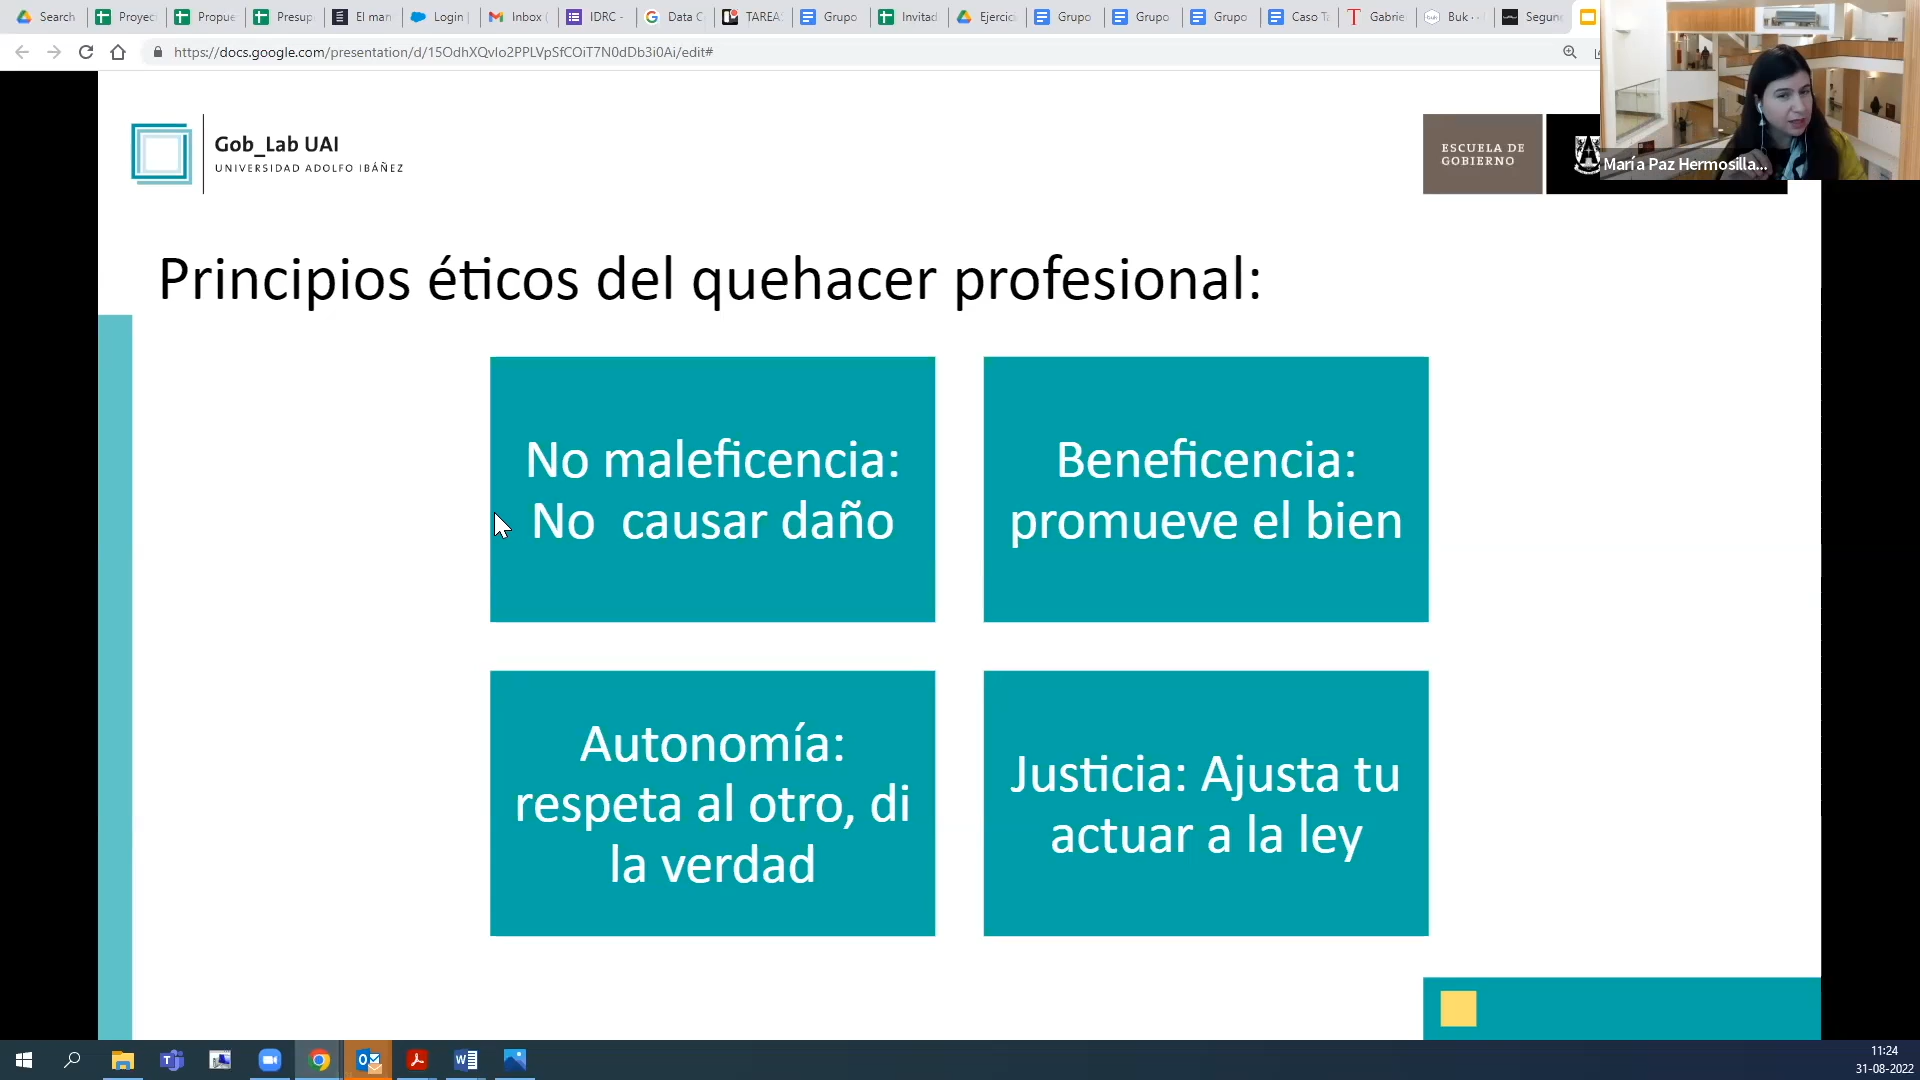 Search
Proyec
Propue
Presup
El man
Login
Inbox
IDRC -
Data C
TAREA
Grupo
Invitad
Ejercic
Grupo
Grupo
Grupo
Caso T
Gabrie
Buk
Segun
https://docs.google.com/presentation/d/15OdhXQvIo2PPLVpSfCOiT7N0dDb3i0Ai/edit#
Gob_Lab UAI
UNIVERSIDAD ADOLFO IBÁÑEZ
ESCUELA DE
GOBIERNO
María Paz Hermosilla...
Principios éticos del quehacer profesional:
No maleficencia:
No causar daño
Beneficencia:
promueve el bien
Autonomía:
respeta al otro, di
la verdad
Justicia: Ajusta tu
actuar a la ley
11:24
31-08-2022